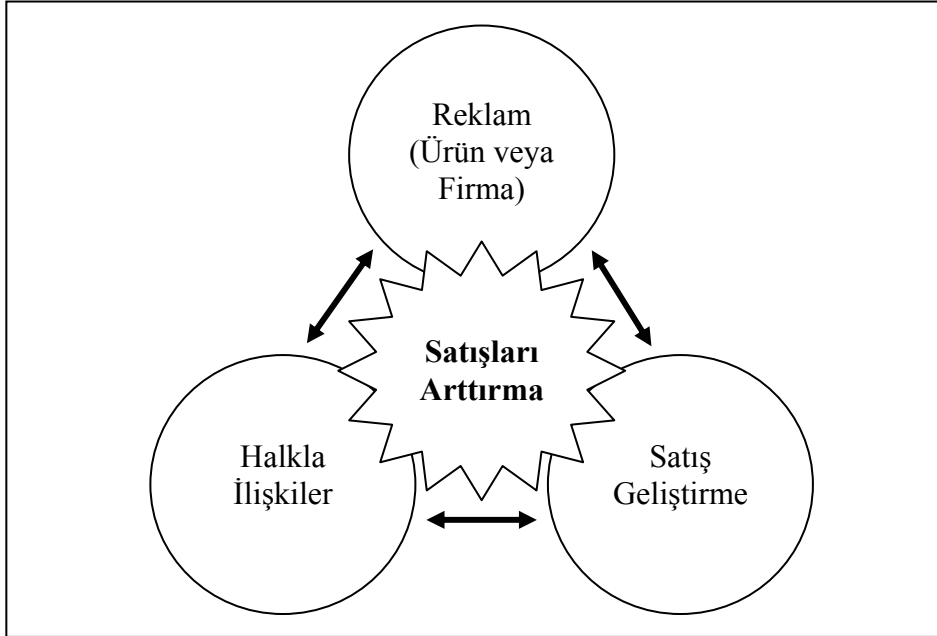 Reklam
(Ürün veya
Firma)
Satışları
Arttırma
Halkla
İlişkiler
Satış
Geliştirme